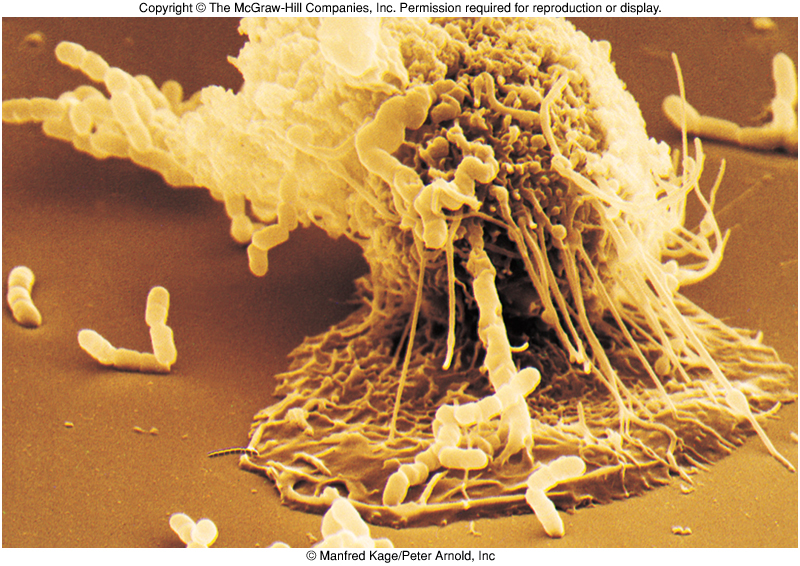 Copyright © The McGraw-Hill Companies, Inc. Permission required for reproduction or display.
© Manfred Kage/Peter Arnold, Inc